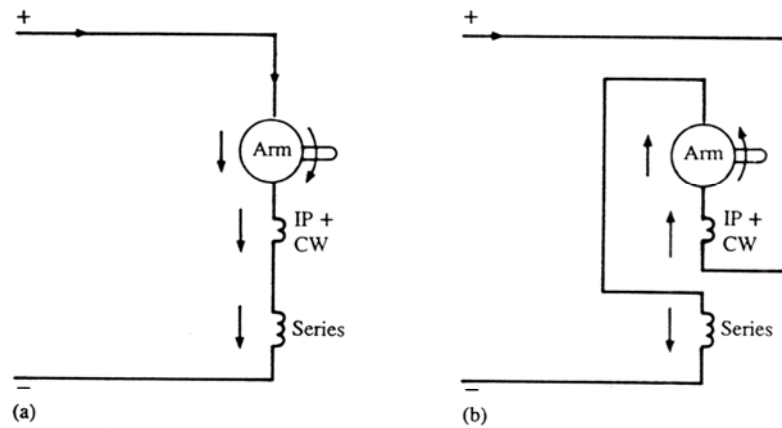 +
Arm
IP +
CW
Series
−
(a)
+
Arm
IP +
CW
Series
−
(b)